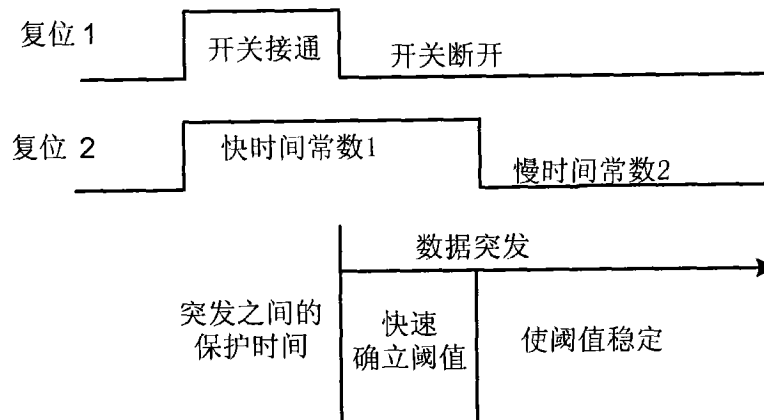 复位 1
开关接通
开关断开
复位 2
快时间常数1
慢时间常数2
数据突发
突发之间的
保护时间
快速
确立阈值
使阈值稳定